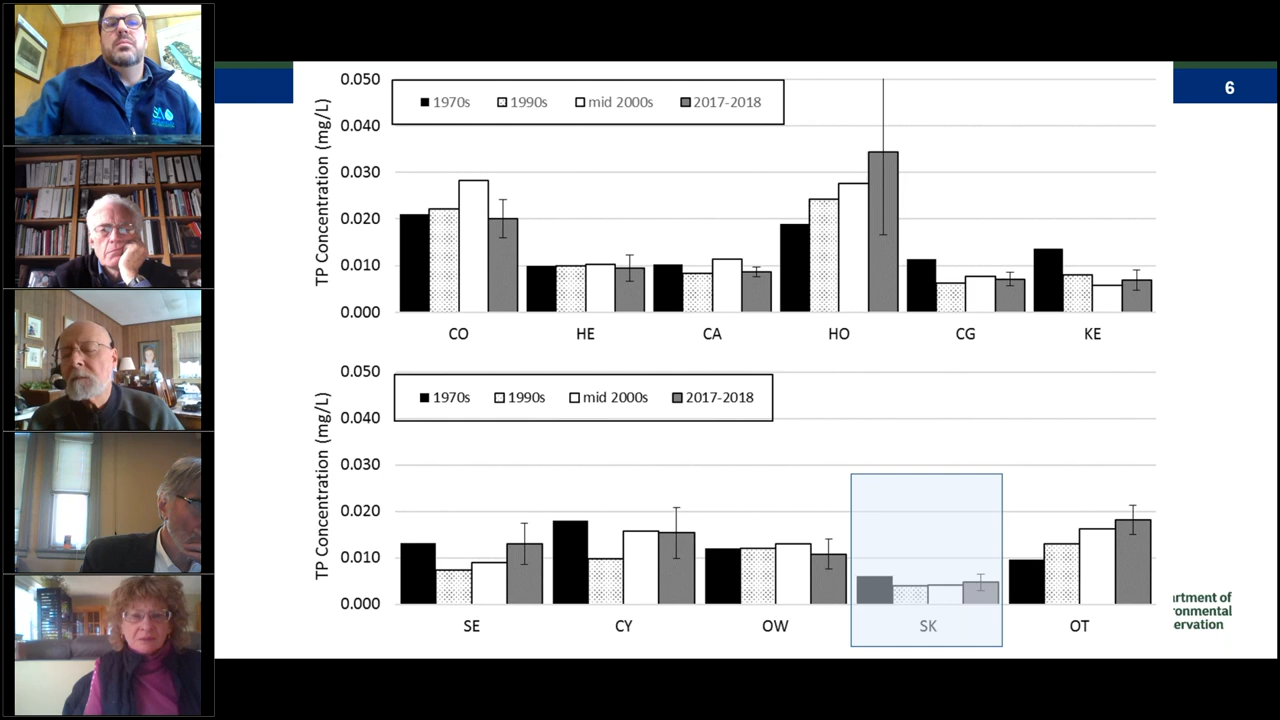 6
TP Concentration (mg/L)
1970s 1990s mid 2000s 2017-2018
0.050
0.040
0.030
0.020
0.010
0.000
CO HE CA HO CG KE
TP Concentration (mg/L)
1970s 1990s mid 2000s 2017-2018
0.050
0.040
0.030
0.020
0.010
0.000
SE CY OW SK OT
artment of
ronmental
ervation